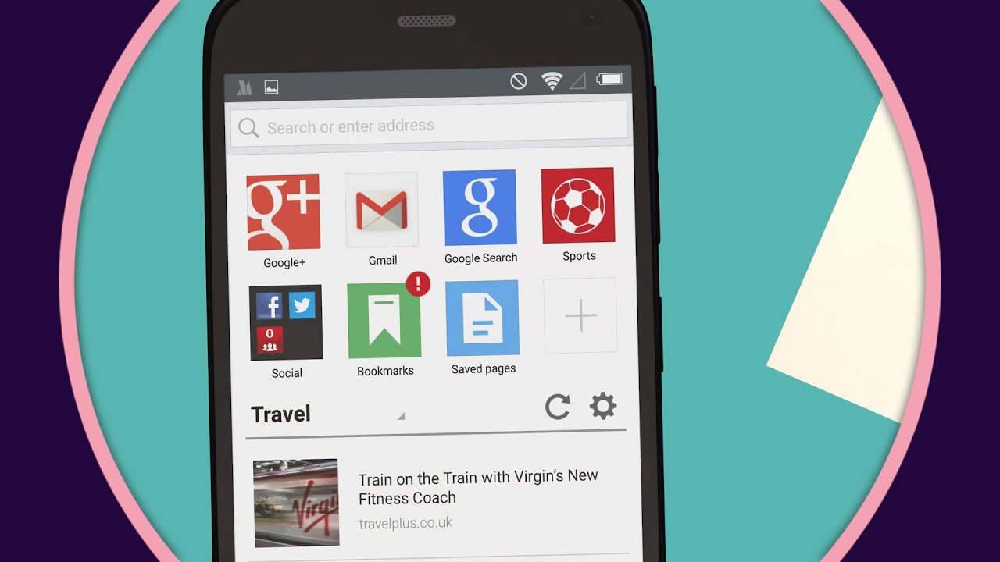 Search or enter address
g+
g
Google+
Gmail
Google Search
Sports
f
O
!
Social
Bookmarks
Saved pages
Travel
Virgin
Train on the Train with Virgin’s New
Fitness Coach
travelplus.co.uk